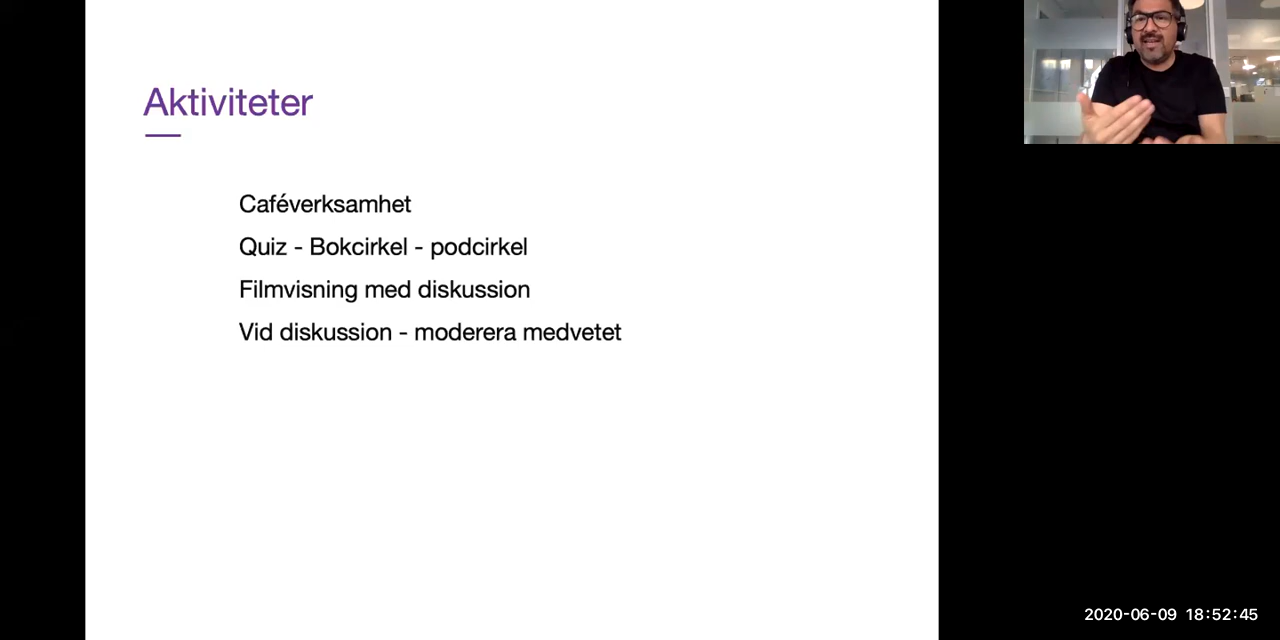 Aktiviteter
Caféverksamhet
Quiz - Bokcirkel - podcirkel
Filmvisning med diskussion
Vid diskussion - moderera medvetet
2020-06-09 18:52:45